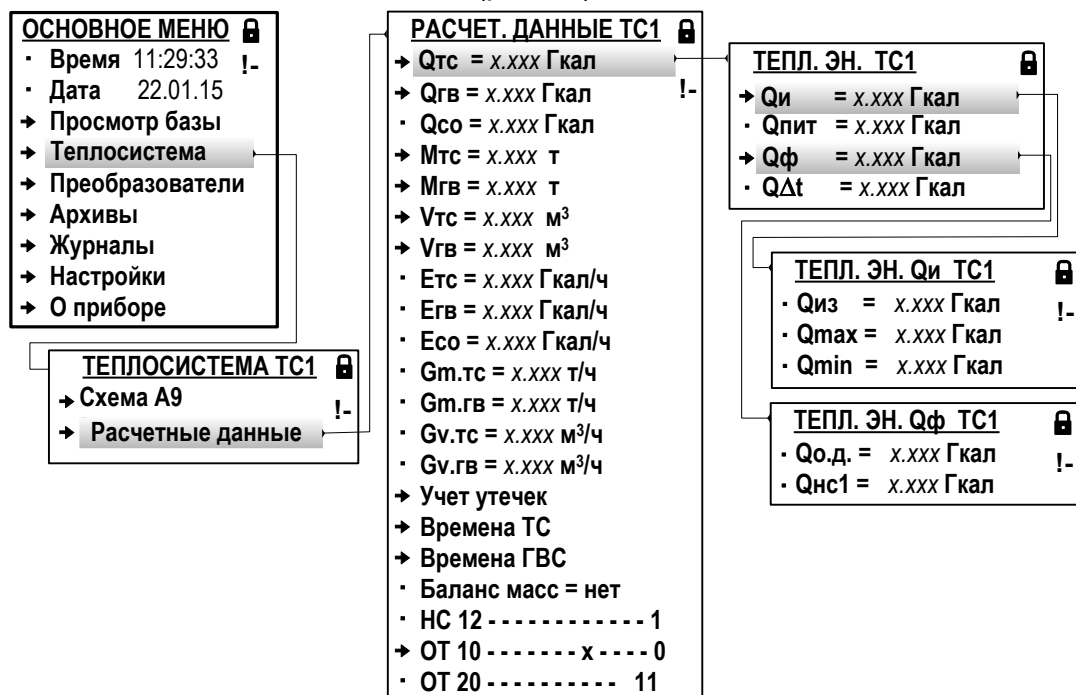 ОСНОВНОЕ МЕНЮ
· Время 11:29:33
!-
· Дата 22.01.15
→ Просмотр базы
→ Теплосистема
→ Преобразователи
→ Архивы
→ Журналы
→ Настройки
→ О приборе
ТЕПЛОСИСТЕМА ТС1
→ Схема А9
!-
→ Расчетные данные
РАСЧЕТ. ДАННЫЕ ТС1
→ Qтс = x.xxx Гкал
!-
→ Qгв = x.xxx Гкал
· Qсо = x.xxx Гкал
→ Мтс = x.xxx т
→ Мгв = x.xxx т
→ Vтс = x.xxx м³
→ Vгв = x.xxx м³
· Етс = x.xxx Гкал/ч
· Егв = x.xxx Гкал/ч
· Есо = x.xxx Гкал/ч
· Gm.тс = x.xxx т/ч
· Gm.гв = x.xxx т/ч
· Gv.тс = x.xxx м³/ч
· Gv.гв = x.xxx м³/ч
→ Учет утечек
→ Времена ТС
→ Времена ГВС
· Баланс масс = нет
· НС 12 - - - - - - - - - - - - 1
→ ОТ 10 - - - - - - - x - - - - 0
· ОТ 20 - - - - - - - - - - 11
ТЕПЛ. ЭН. ТС1
→ Qи = x.xxx Гкал
· Qпит = x.xxx Гкал
→ Qф = x.xxx Гкал
· QΔt = x.xxx Гкал
ТЕПЛ. ЭН. Qи ТС1
· Qиз = x.xxx Гкал
!-
· Qmax = x.xxx Гкал
· Qmin = x.xxx Гкал
ТЕПЛ. ЭН. Qф ТС1
· Qо.д. = x.xxx Гкал
!-
· Qнс1 = x.xxx Гкал